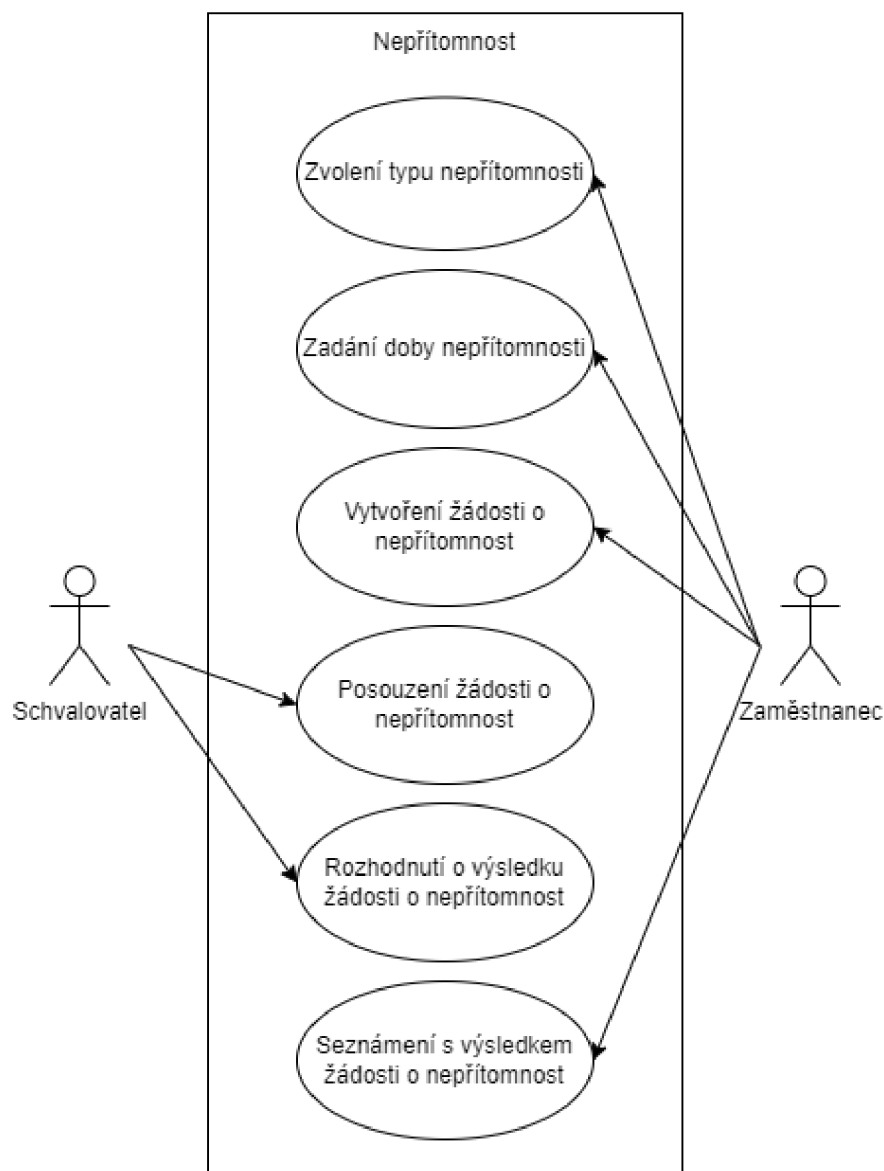 Nepřítomnost
Zvolení typu nepřítomnosti
Zadání doby nepřítomnosti
Vytvoření žádosti o
nepřítomnost
Schvalovatel
Posouzení žádosti o
nepřítomnost
Zaměstnanec
Rozhodnutí o výsledku
žádosti o nepřítomnost
Seznámení s výsledkem
žádosti o nepřítomnost